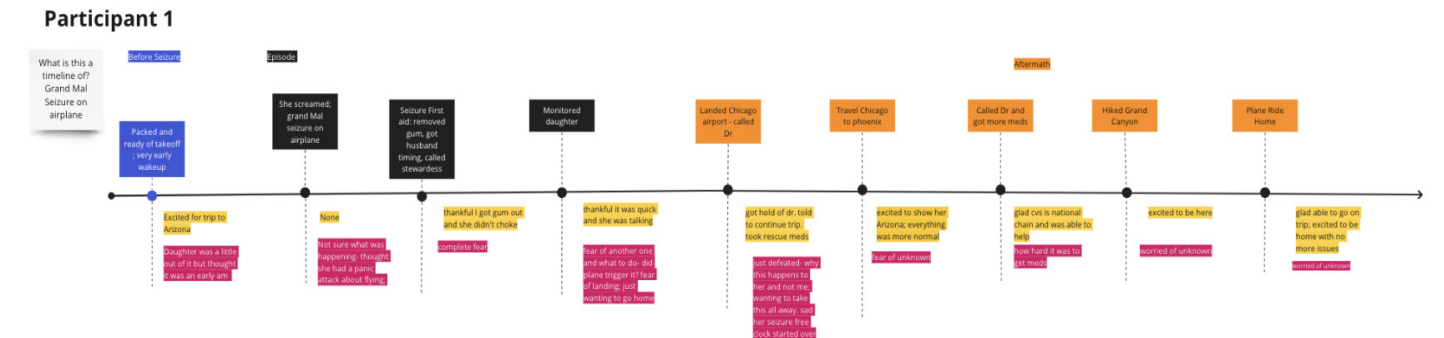 Participant 1
What is this a
timeline of?
Grand Mal
Seizure on
airplane
Before Seizure
Episode
Aftermath
Packed and
ready of takeoff
; very early
wakeup
She screamed;
grand Mal
seizure on
airplane
Seizure First
aid: removed
gum, got
husband
timing, called
stewardess
Monitored
daughter
Landed Chicago
airport - called
Dr
Travel Chicago
to phoenix
Called Dr and
got more meds
Hiked Grand
Canyon
Plane Ride
Home
Excited for trip to
Arizona
Daughter was a little
out of it but thought
it was an early am
None
Not sure what was
happening- thought
she had a panic
attack about flying;
thankful I got gum out
and she didn't choke
complete fear
thankful it was quick
and she was talking
fear of another one
and what to do- did
plane trigger it? fear
of landing; just
wanting to go home
got hold of dr. told
to continue trip.
took rescue meds
just defeated- why
this happens to
her and not me;
wanting to take
this all away. sad
her seizure free
clock started over
excited to show her
Arizona; everything
was more normal
fear of unknown
glad cvs is national
chain and was able to
help
how hard it was to
get meds
excited to be here
worried of unknown
glad able to go on
trip; excited to be
home with no
more issues
worried of unknown